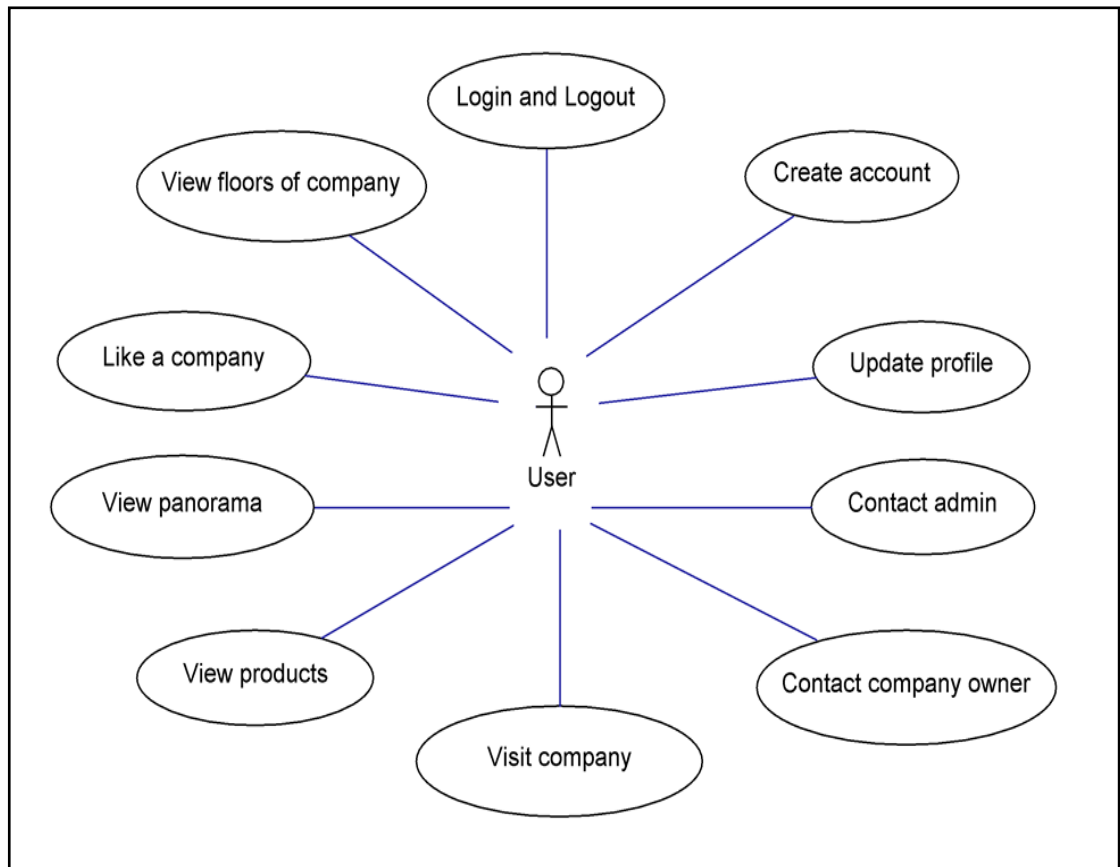 Login and Logout
View floors of company
Create account
Like a company
Update profile
User
View panorama
Contact admin
View products
Contact company owner
Visit company